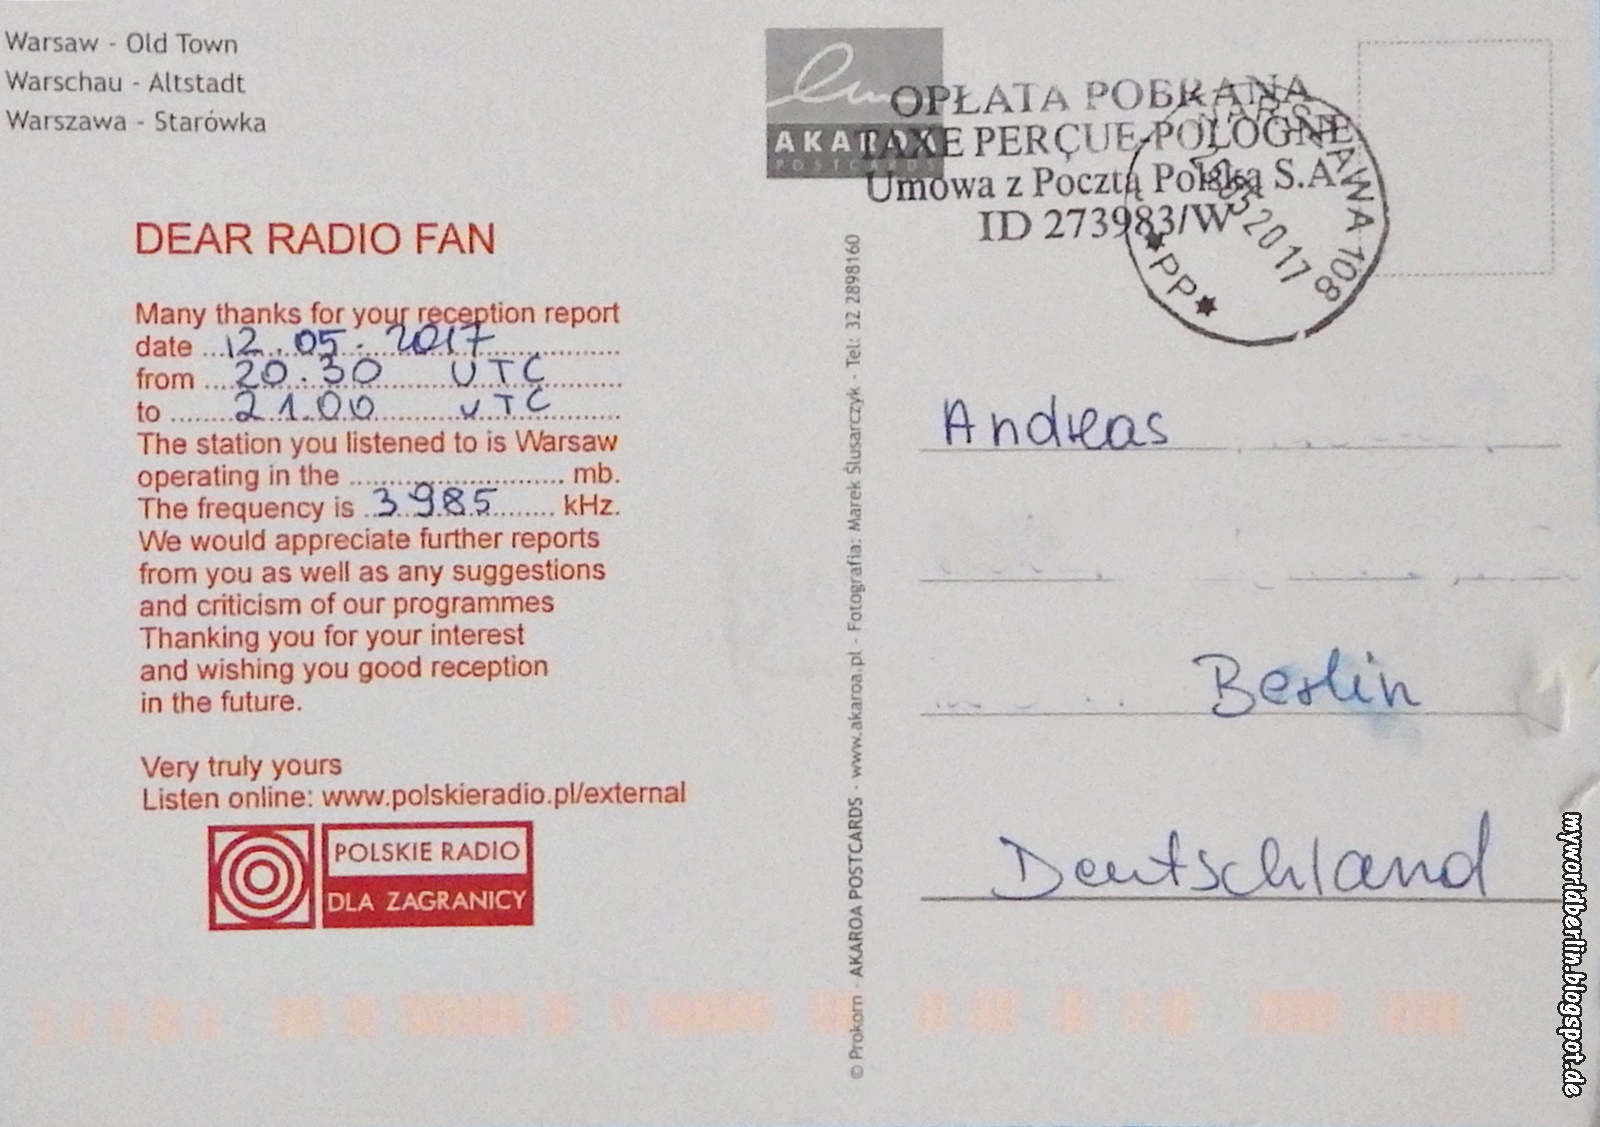 Warsaw - Old Town
Warschau - Altstadt
Warszawa - Starówka
AKAROA
POSTCARDS
OPŁATA POBRANA
TAXE PERÇUE-POLOGNE
Umowa z Pocztą Polską S.A.
ID 273983/W
WARSZAWA 108
05 2017
PP
DEAR RADIO FAN
Many thanks for your reception report
date ... 12.05.2017
from ... 20.30 UTC
to ... 21.00 UTC
The station you listened to is Warsaw
operating in the ........................... mb.
The frequency is ..3985........ kHz.
We would appreciate further reports
from you as well as any suggestions
and criticism of our programmes
Thanking you for your interest
and wishing you good reception
in the future.
Very truly yours
Listen online: www.polskieradio.pl/external
POLSKIE RADIO
DLA ZAGRANICY
© Prokorn - AKAROA POSTCARDS - www.akaroa.pl - Fotografia: Marek Ślusarczyk - Tel: 32 2898160
Andreas
Berlin
Deutschland
myworldberlin.blogspot.de